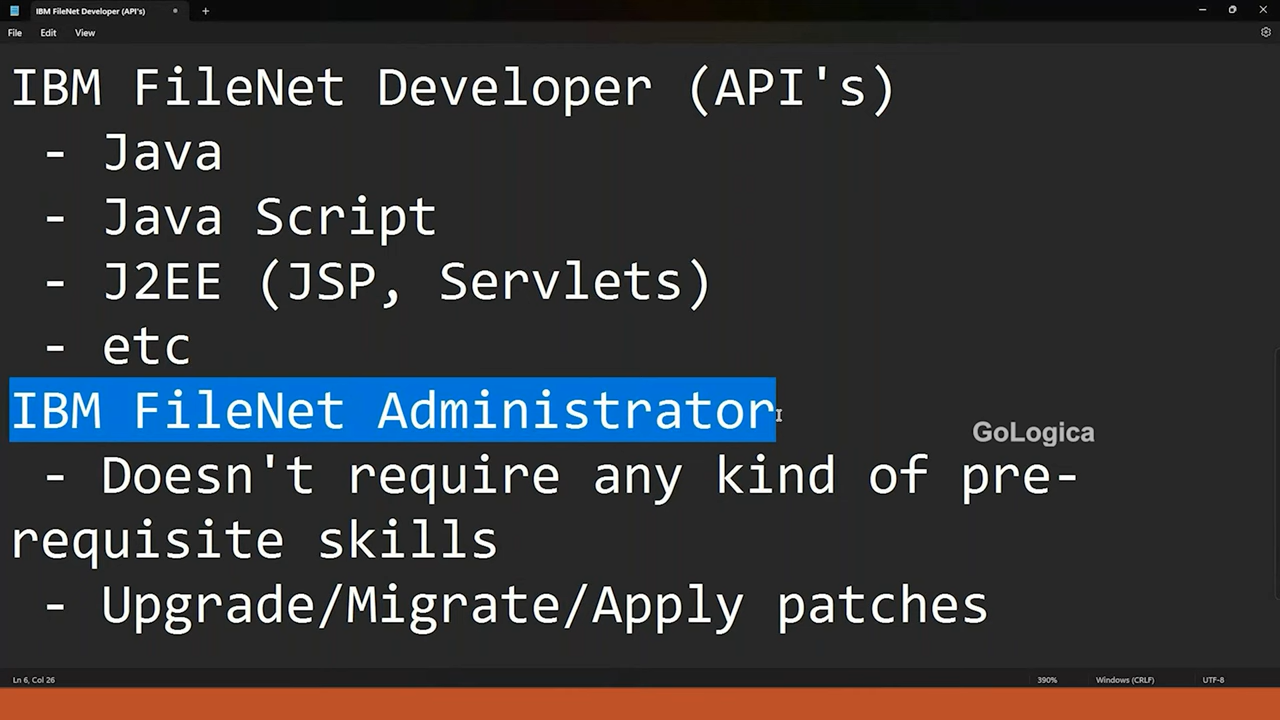 IBM FileNet Developer (API's)
File Edit View
IBM FileNet Developer (API's)
- Java
- Java Script
- J2EE (JSP, Servlets)
- etc
IBM FileNet Administrator
GoLogica
- Doesn't require any kind of pre-
requisite skills
- Upgrade/Migrate/Apply patches
Ln 6, Col 26 390% Windows (CRLF) UTF-8